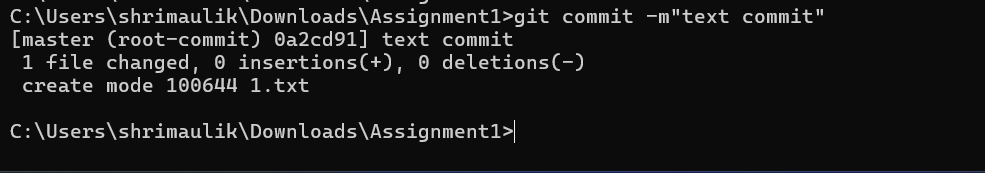 C:\Users\shrimaulik\Downloads\Assignment1>git commit -m"text commit"
[master (root-commit) 0a2cd91] text commit
 1 file changed, 0 insertions(+), 0 deletions(-)
 create mode 100644 1.txt
C:\Users\shrimaulik\Downloads\Assignment1>